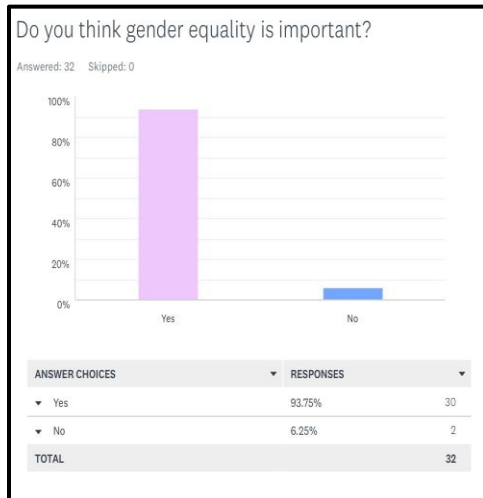 Do you think gender equality is important?
Answered: 32 Skipped: 0
100%
80%
60%
40%
20%
0%
Yes No
ANSWER CHOICES RESPONSES
Yes 93.75% 30
No 6.25% 2
TOTAL 32